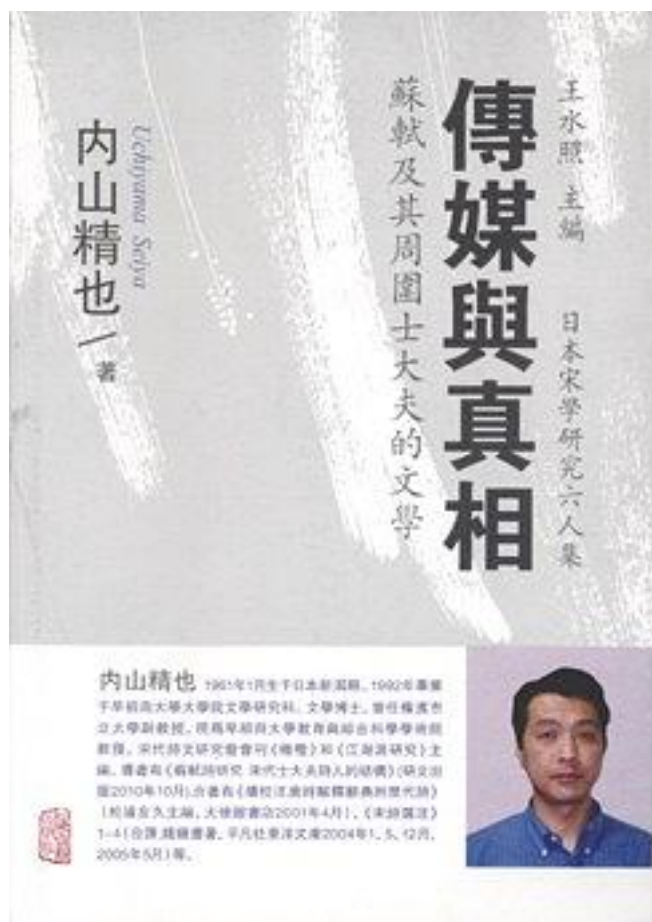 王水照 主編
日本宋學研究六人集
傳媒與真相
蘇軾及其周圍士大夫的文學
Uchiyama Seiya
内山精也/著
内山精也 1961年1月生于日本新潟縣。1992年畢業
于早稻田大學大學院文學研究科。文學博士。曾任橫濱市
立大學副教授，現爲早稻田大學教育與綜合科學學術院
教授。宋代詩文研究會會刊《橄欖》和《江湖派研究》主
編。專著有《蘇軾詩研究 宋代士大夫詩人的結構》(研文出
版2010年10月)，合著有《
(松浦友久主編，大修館書店2001年4月)、《宋詩選注》
1-4(合譯，錢鍾書著，平凡社東洋文庫2004年1、5、12月，
2005年5月)等。